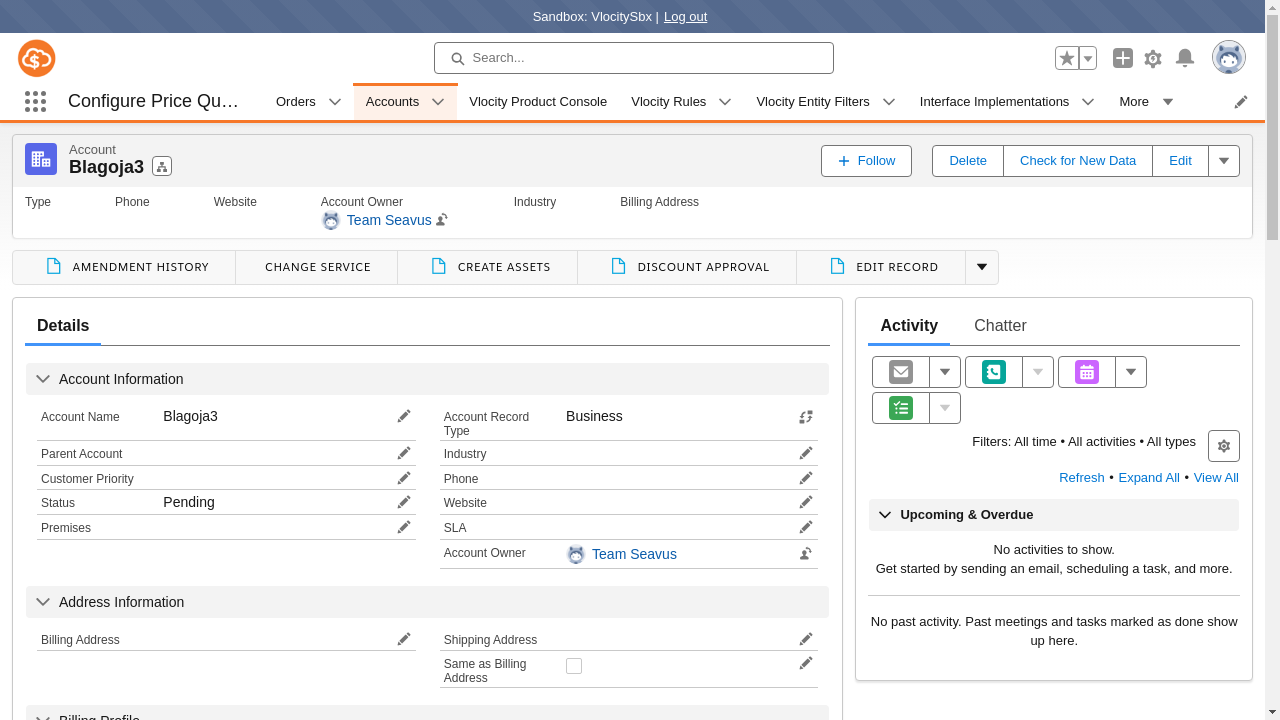 Sandbox: VlocitySbx | Log out
Search...
Configure Price Qu...
Orders
Accounts
Vlocity Product Console
Vlocity Rules
Vlocity Entity Filters
Interface Implementations
More
Account
Blagoja3
Follow
Delete
Check for New Data
Edit
Type
Phone
Website
Account Owner
Industry
Billing Address
Team Seavus
AMENDMENT HISTORY
CHANGE SERVICE
CREATE ASSETS
DISCOUNT APPROVAL
EDIT RECORD
Details
Account Information
Account Name
Blagoja3
Account Record
Type
Business
Parent Account
Industry
Customer Priority
Phone
Status
Pending
Website
Premises
SLA
Account Owner
Team Seavus
Address Information
Billing Address
Shipping Address
Same as Billing
Address
Billing Profile
Activity
Chatter
Filters: All time • All activities • All types
Refresh • Expand All • View All
Upcoming & Overdue
No activities to show.
Get started by sending an email, scheduling a task, and more.
No past activity. Past meetings and tasks marked as done show
up here.